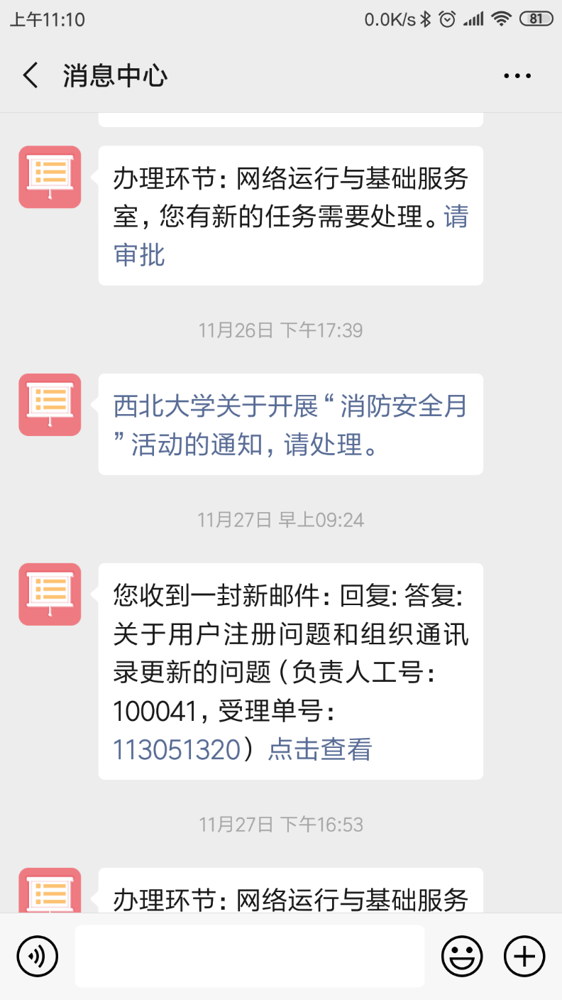 上午11:10
0.0K/s
81
消息中心
办理环节：网络运行与基础服务
室，您有新的任务需要处理。请
审批
11月26日 下午17:39
西北大学关于开展“消防安全月
”活动的通知，请处理。
11月27日 早上09:24
您收到一封新邮件：回复: 答复:
关于用户注册问题和组织通讯
录更新的问题（负责人工号：
100041，受理单号：
113051320）点击查看
11月27日 下午16:53
办理环节：网络运行与基础服务